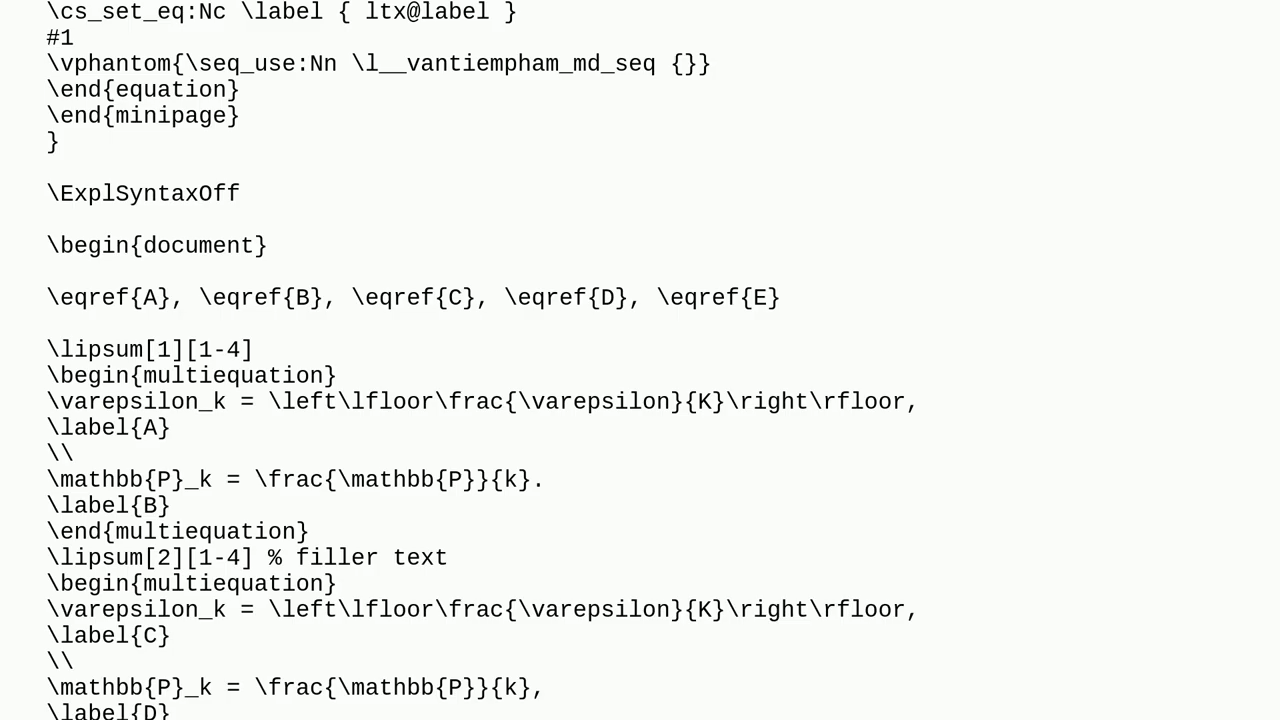 \cs_set_eq:Nc \label { ltx@label }
#1
\vphantom{\seq_use:Nn \l__vantiempham_md_seq {}}
\end{equation}
\end{minipage}
}
\ExplSyntaxOff
\begin{document}
\eqref{A}, \eqref{B}, \eqref{C}, \eqref{D}, \eqref{E}
\lipsum[1][1-4]
\begin{multiequation}
\varepsilon_k = \left\lfloor\frac{\varepsilon}{K}\right\rfloor,
\label{A}
\\
\mathbb{P}_k = \frac{\mathbb{P}}{k}.
\label{B}
\end{multiequation}
\lipsum[2][1-4] % filler text
\begin{multiequation}
\varepsilon_k = \left\lfloor\frac{\varepsilon}{K}\right\rfloor,
\label{C}
\\
\mathbb{P}_k = \frac{\mathbb{P}}{k},
\label{D}